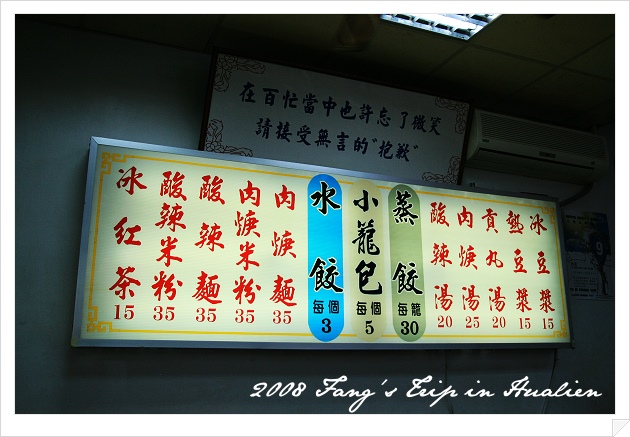 在百忙當中也許忘了微笑
請接受無言的"抱歉"
冰紅茶 15
酸辣米粉 35
酸辣麵 35
肉焿米粉 35
肉焿麵 35
水餃 每個 3
小籠包 每個 5
蒸餃 每籠 30
酸辣湯 20
肉焿湯 25
貢丸湯 20
熱豆漿 15
冰豆漿 15
2008 Fang's Trip in Hualien